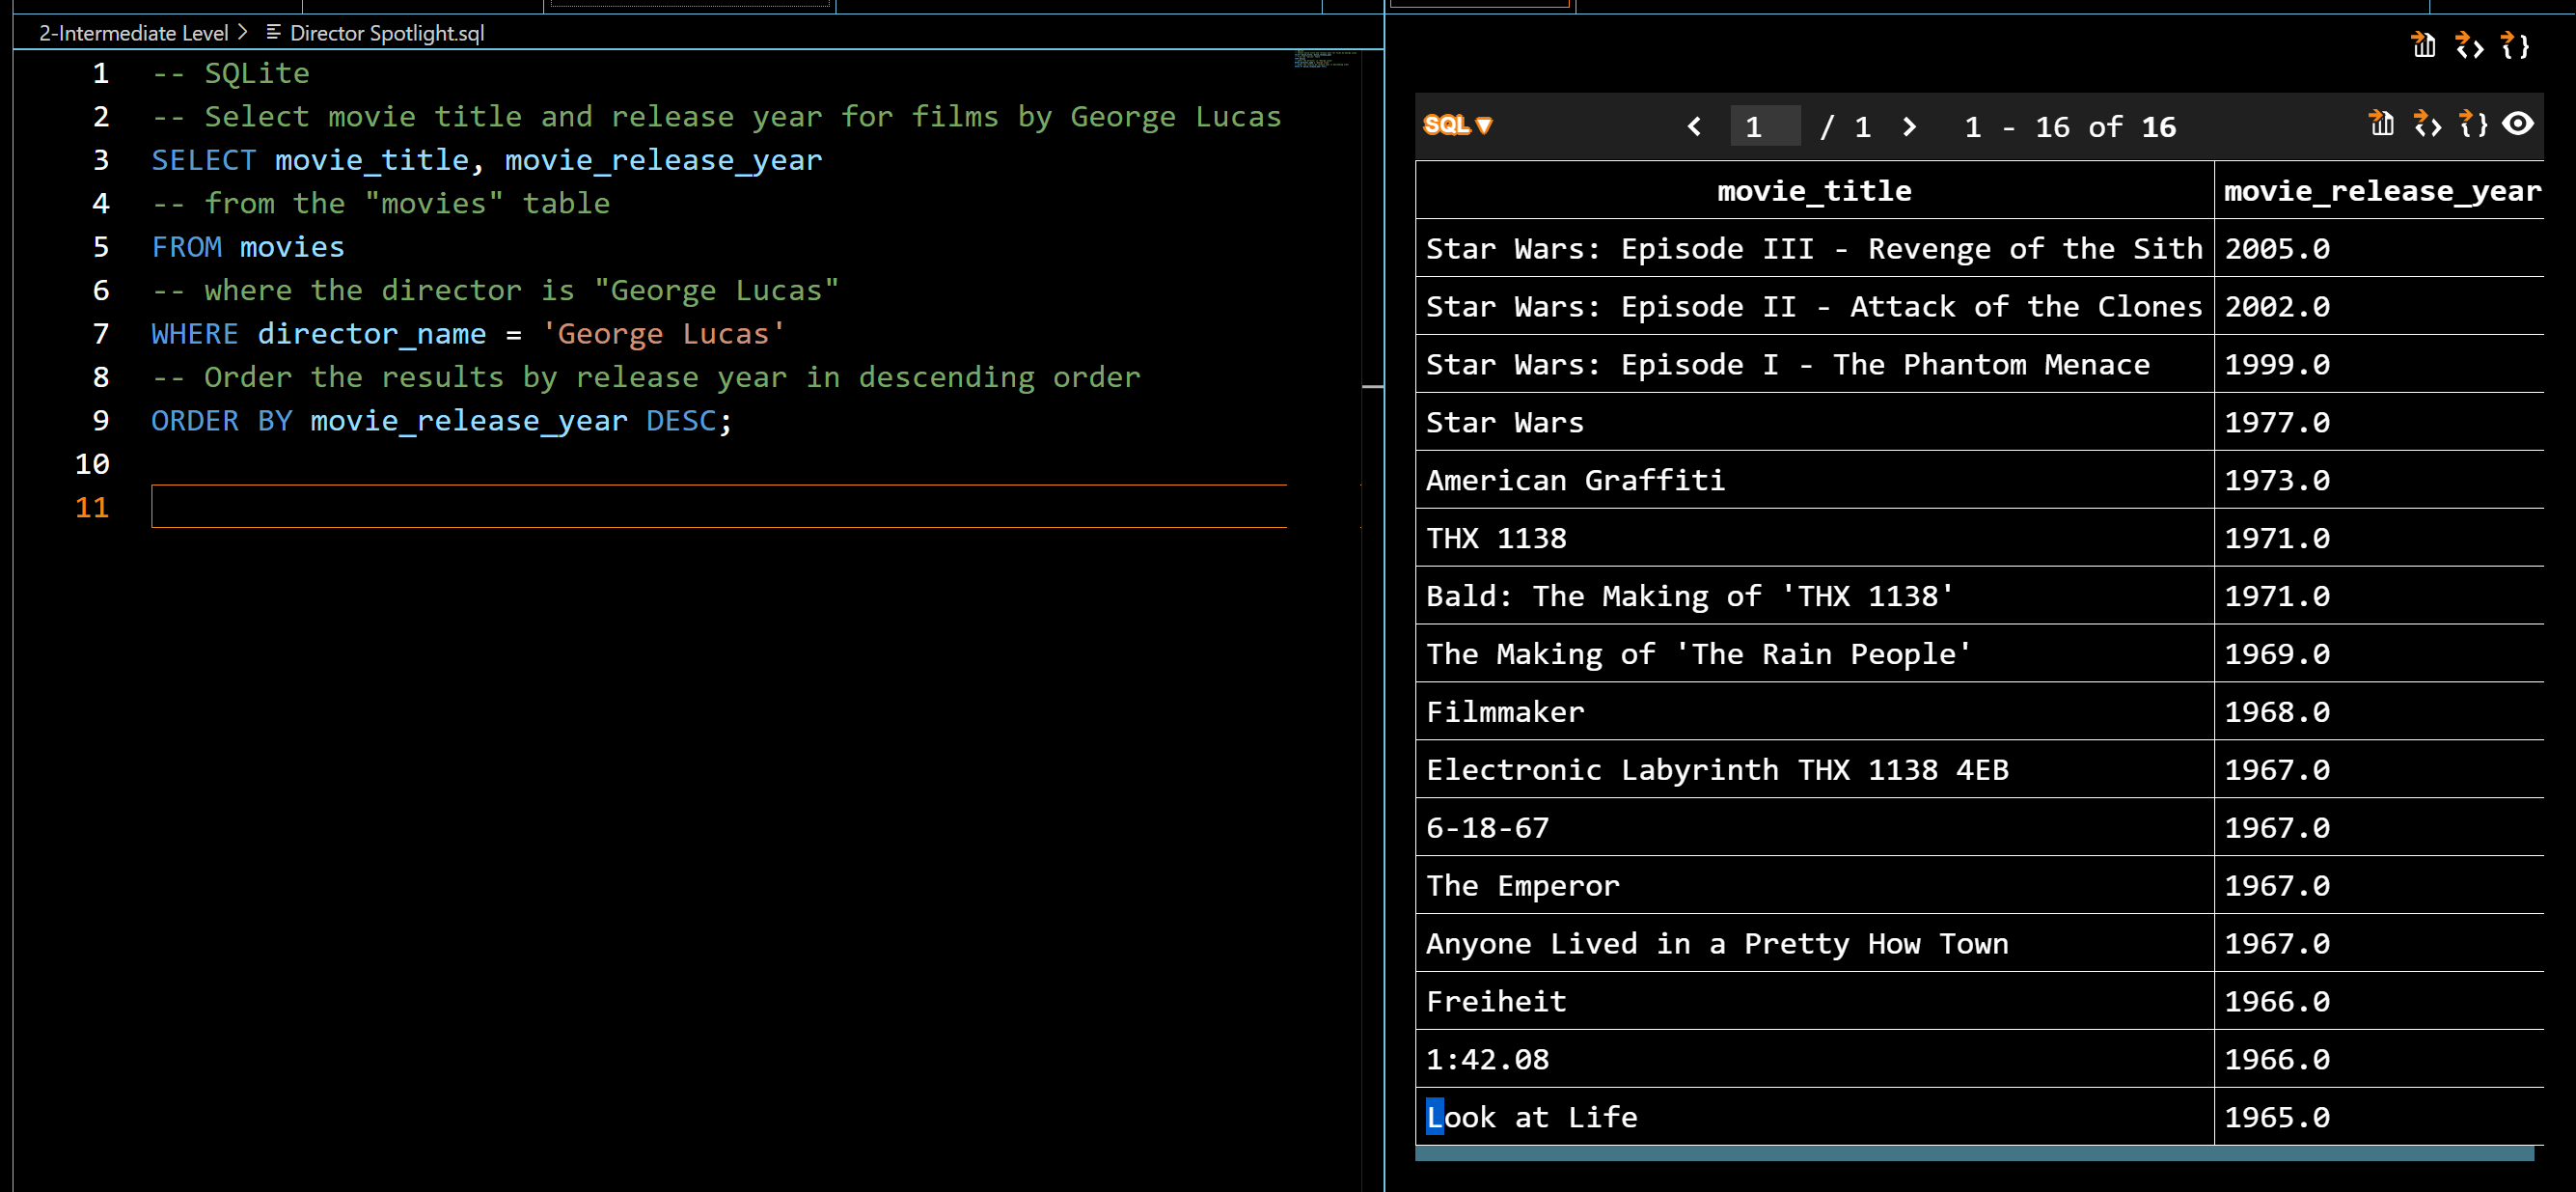 2-Intermediate Level > Director Spotlight.sql
1 -- SQLite
2 -- Select movie title and release year for films by George Lucas
3 SELECT movie_title, movie_release_year
4 -- from the "movies" table
5 FROM movies
6 -- where the director is "George Lucas"
7 WHERE director_name = 'George Lucas'
8 -- Order the results by release year in descending order
9 ORDER BY movie_release_year DESC;
10
11
SQL ▼ < 1 / 1 > 1 - 16 of 16
movie_title movie_release_year
Star Wars: Episode III - Revenge of the Sith 2005.0
Star Wars: Episode II - Attack of the Clones 2002.0
Star Wars: Episode I - The Phantom Menace 1999.0
Star Wars 1977.0
American Graffiti 1973.0
THX 1138 1971.0
Bald: The Making of 'THX 1138' 1971.0
The Making of 'The Rain People' 1969.0
Filmmaker 1968.0
Electronic Labyrinth THX 1138 4EB 1967.0
6-18-67 1967.0
The Emperor 1967.0
Anyone Lived in a Pretty How Town 1967.0
Freiheit 1966.0
1:42.08 1966.0
Look at Life 1965.0